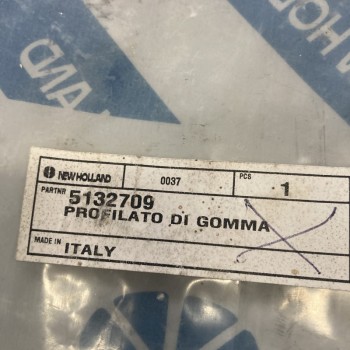 NEW HOLLAND
0037
PCS
1
PARTNR
5132709
PROFILATO DI GOMMA
MADE IN
ITALY